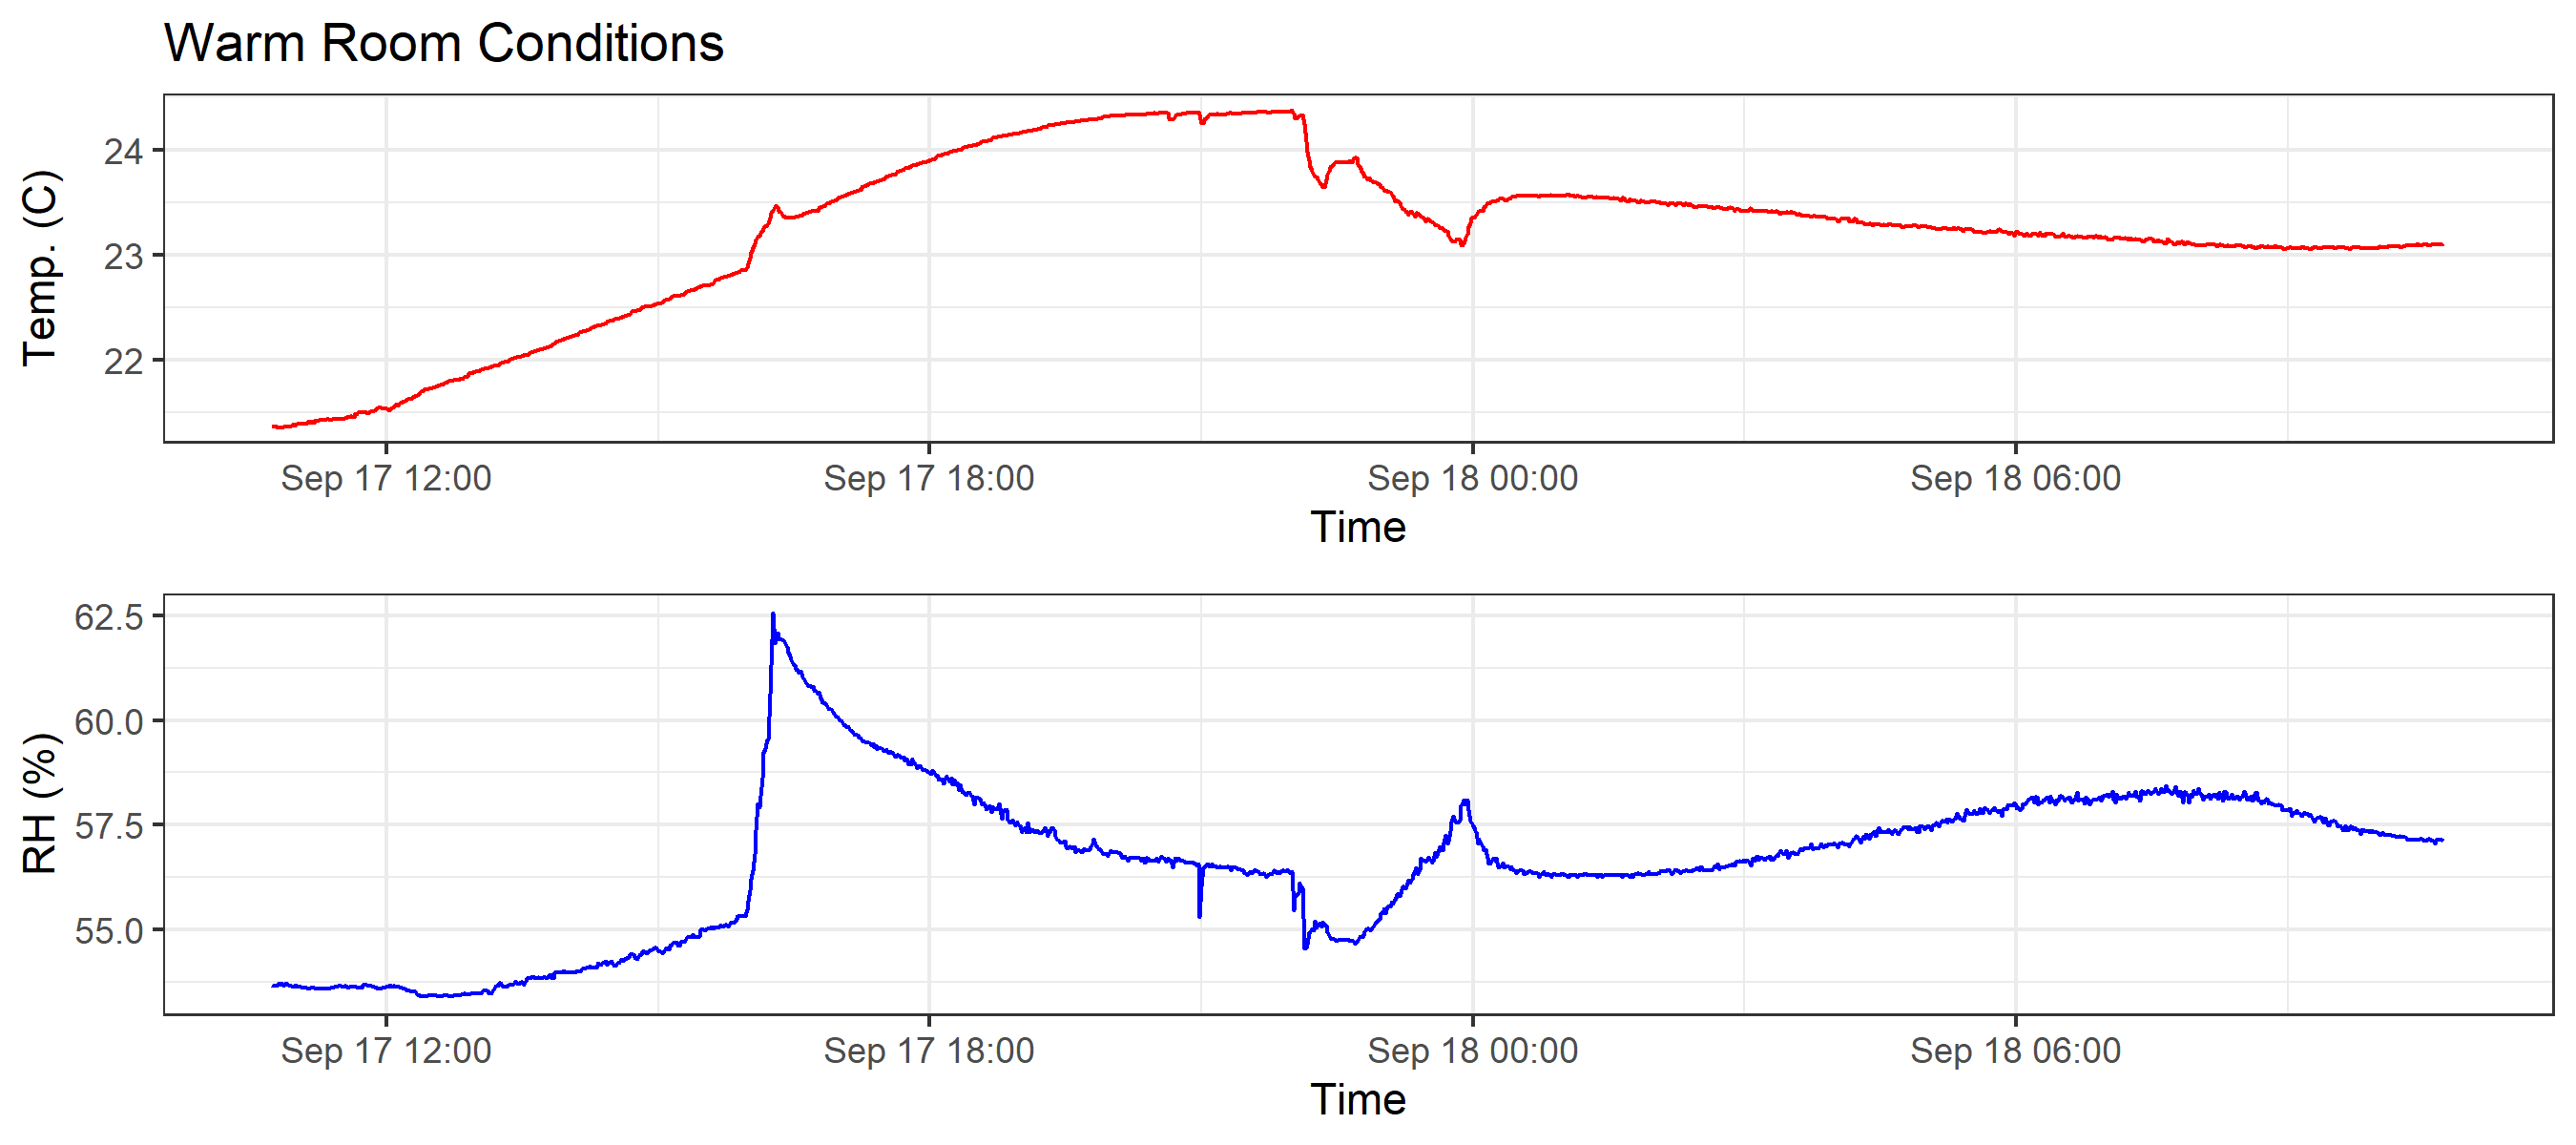 Warm Room Conditions
Temp. (C)
24
23
22
Sep 17 12:00 Sep 17 18:00 Sep 18 00:00 Sep 18 06:00
Time
RH (%)
62.5
60.0
57.5
55.0
Sep 17 12:00 Sep 17 18:00 Sep 18 00:00 Sep 18 06:00
Time